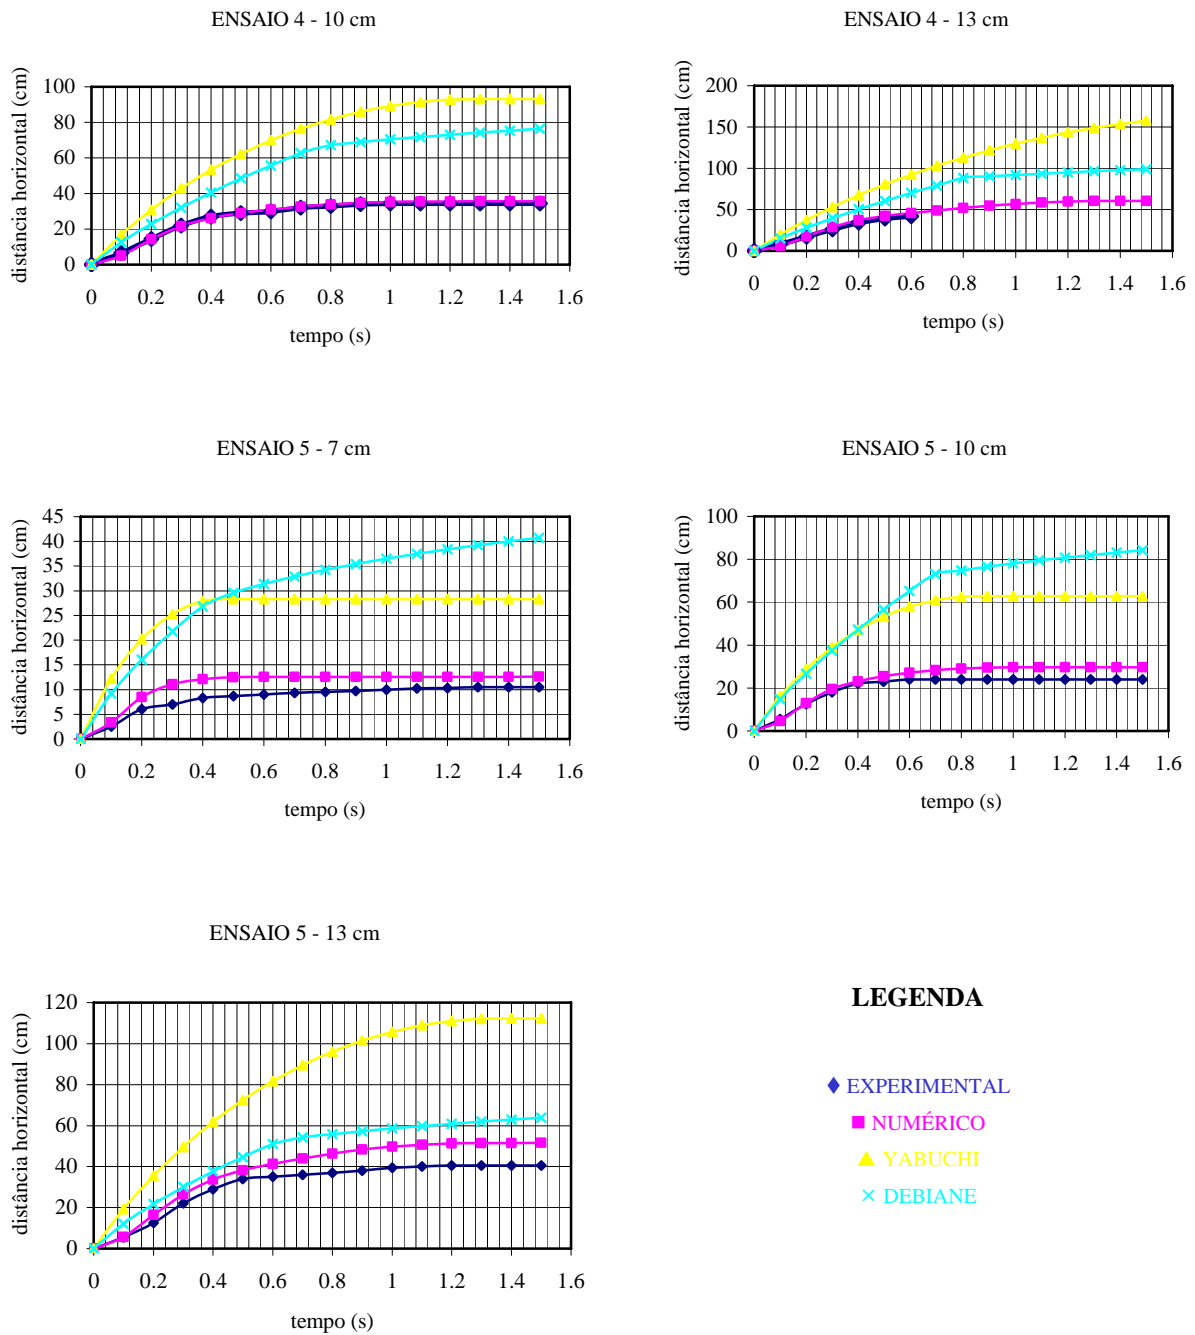 ENSAIO 4 - 10 cm
distância horizontal (cm)
100
80
60
40
20
0
0 0.2 0.4 0.6 0.8 1 1.2 1.4 1.6
tempo (s)
ENSAIO 4 - 13 cm
distância horizontal (cm)
200
150
100
50
0
0 0.2 0.4 0.6 0.8 1 1.2 1.4 1.6
tempo (s)
ENSAIO 5 - 7 cm
distância horizontal (cm)
45
40
35
30
25
20
15
10
5
0
0 0.2 0.4 0.6 0.8 1 1.2 1.4 1.6
tempo (s)
ENSAIO 5 - 10 cm
distância horizontal (cm)
100
80
60
40
20
0
0 0.2 0.4 0.6 0.8 1 1.2 1.4 1.6
tempo (s)
ENSAIO 5 - 13 cm
distância horizontal (cm)
120
100
80
60
40
20
0
0 0.2 0.4 0.6 0.8 1 1.2 1.4 1.6
tempo (s)
LEGENDA
EXPERIMENTAL
NUMÉRICO
YABUCHI
DEBIANE